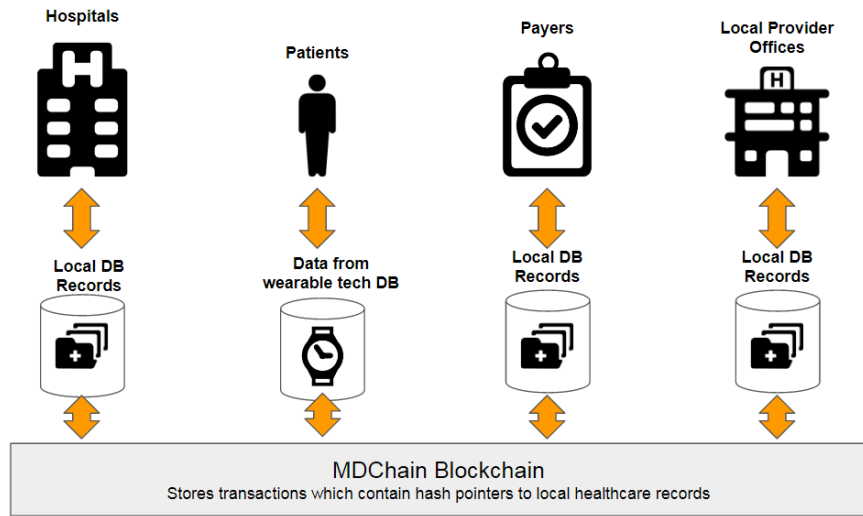 Hospitals
Patients
Payers
Local Provider
Offices
H
H
Local DB
Records
Data from
wearable tech DB
Local DB
Records
Local DB
Records
MDChain Blockchain
Stores transactions which contain hash pointers to local healthcare records